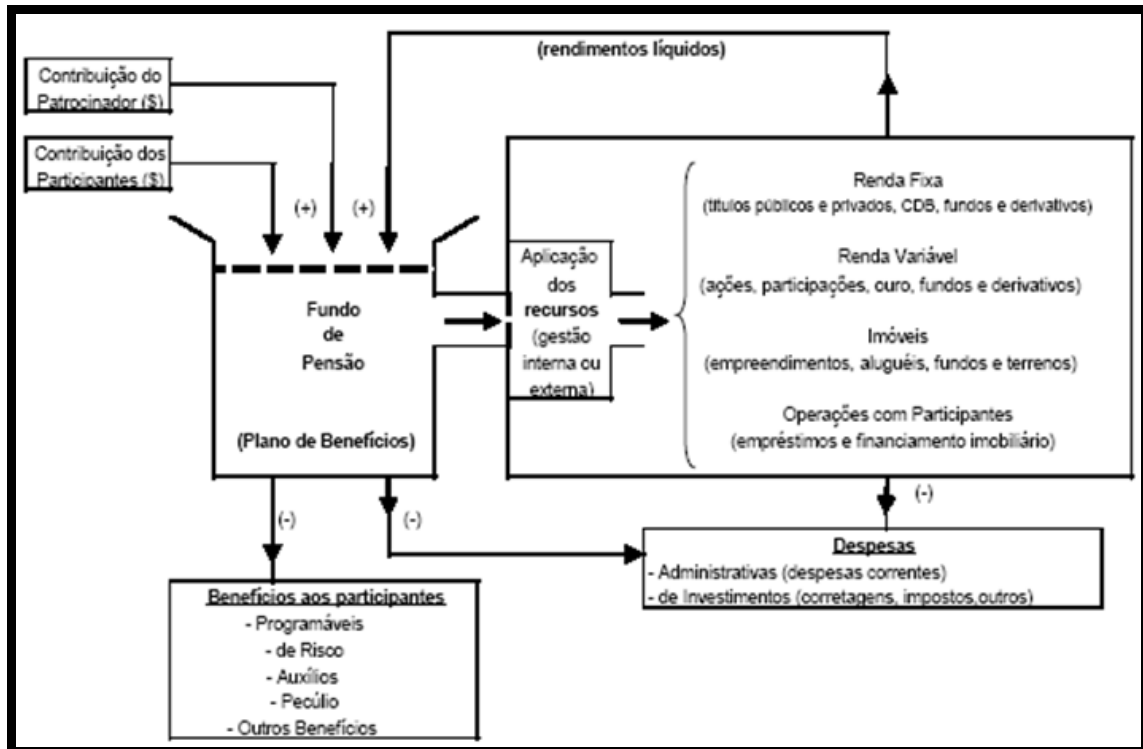 (rendimentos líquidos)
Contribuição do
Patrocinador ($)
Contribuição dos
Participantes ($)
(+)
(+)
Fundo
de
Pensão
(Plano de Benefícios)
Aplicação
dos
recursos
(gestão
interna ou
externa)
Renda Fixa
(títulos públicos e privados, CDB, fundos e derivativos)
Renda Variável
(ações, participações, ouro, fundos e derivativos)
Imóveis
(empreendimentos, aluguéis, fundos e terrenos)
Operações com Participantes
(empréstimos e financiamento imobiliário)
(-)
(-)
(-)
Despesas
- Administrativas (despesas correntes)
- de Investimentos (corretagens, impostos,outros)
Benefícios aos participantes
- Programáveis
- de Risco
- Auxílios
- Pecúlio
- Outros Benefícios